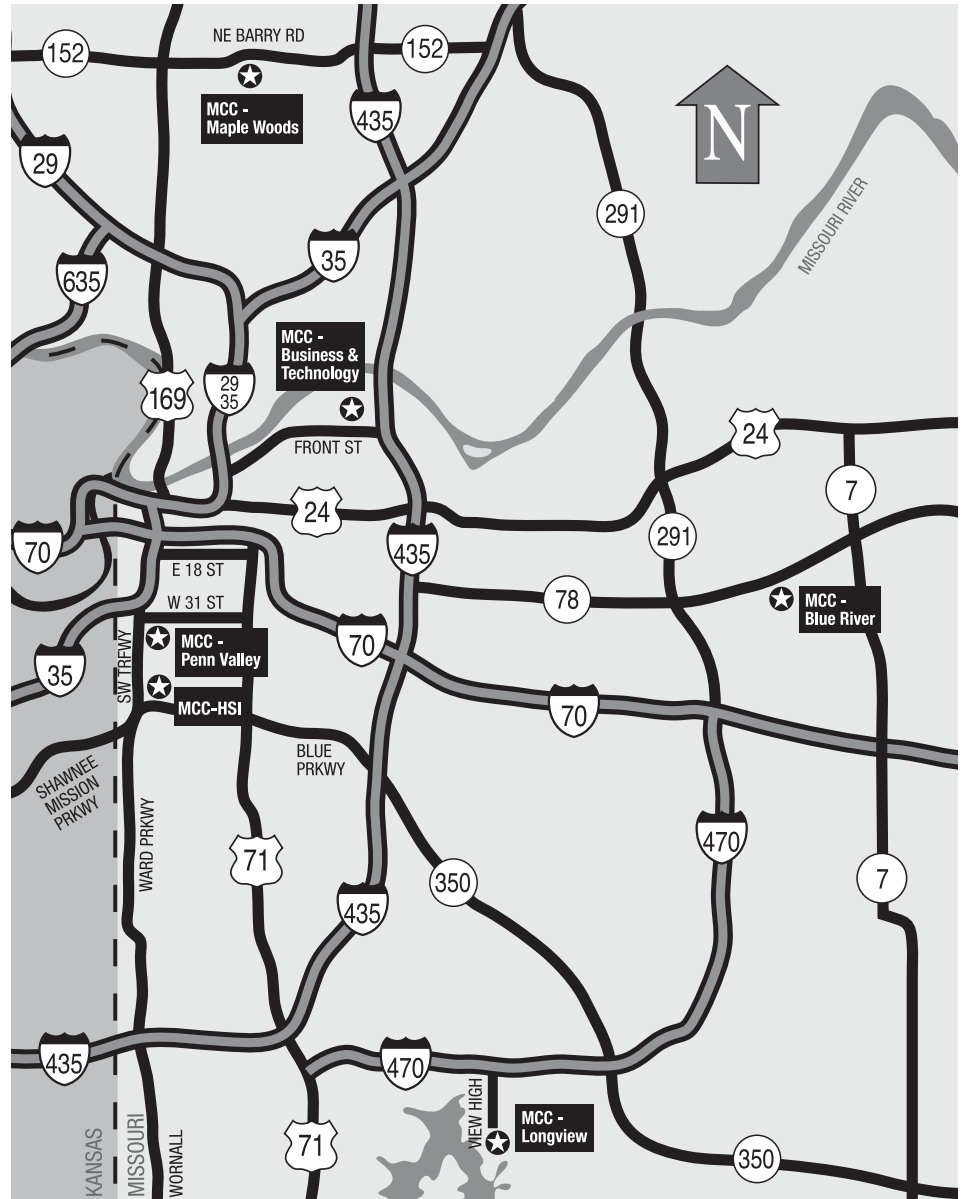 NE BARRY RD
152
152
MCC -
Maple Woods
435
29
N
291
35
MISSOURI RIVER
635
MCC -
Business &
Technology
169
29
35
24
FRONT ST
7
24
291
70
435
E 18 ST
78
MCC -
Blue River
W 31 ST
70
MCC -
Penn Valley
35
SW TRFWY
MCC-HSI
70
BLUE
PRKWY
SHAWNEE
MISSION
PRKWY
WARD PRKWY
470
71
350
7
435
435
470
VIEW HIGH
MCC -
Longview
71
350
KANSAS
MISSOURI
WORNALL